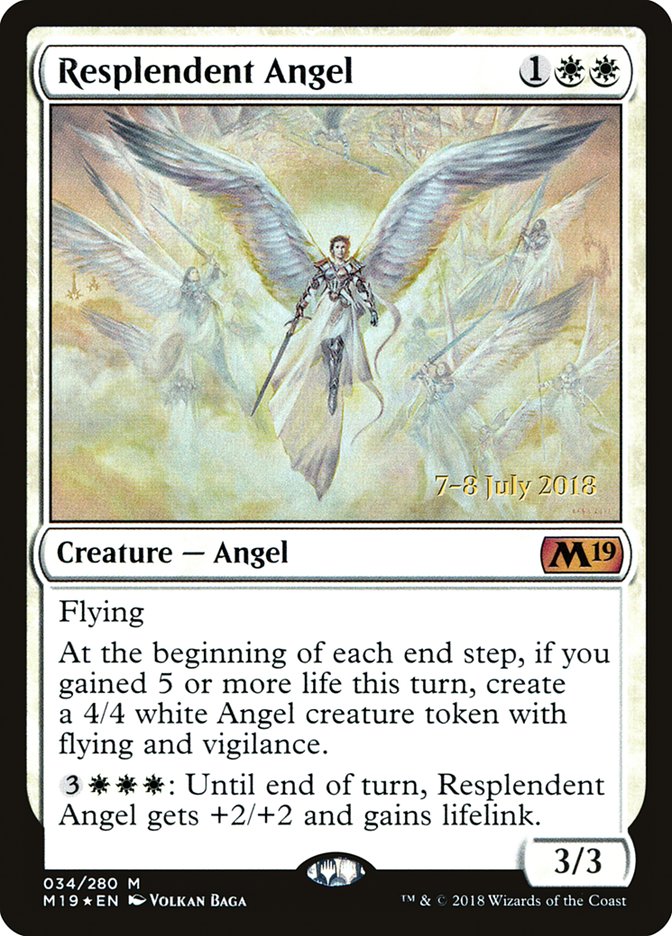 Resplendent Angel 1
7–8 July 2018
Creature — Angel M19
Flying
At the beginning of each end step, if you
gained 5 or more life this turn, create
a 4/4 white Angel creature token with
flying and vigilance.
3: Until end of turn, Resplendent
Angel gets +2/+2 and gains lifelink.
3/3
034/280 M
M19★EN Volkan Baga
™ & © 2018 Wizards of the Coast